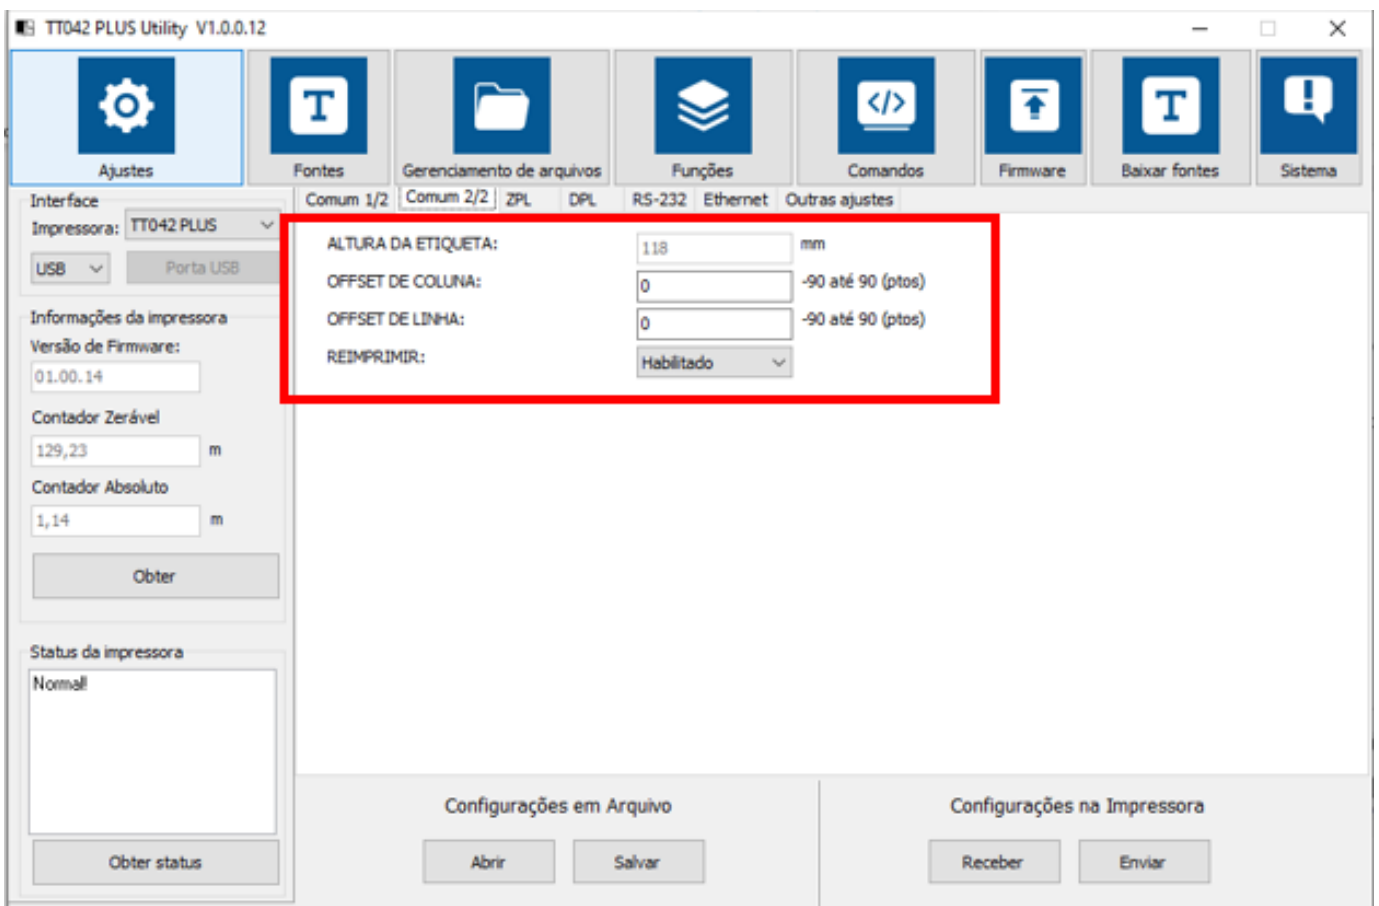 TT042 PLUS Utility V1.0.0.12
Ajustes
Fontes
Gerenciamento de arquivos
Funções
Comandos
Firmware
Baixar fontes
Sistema
Interface
Impressora: TT042 PLUS
USB Porta USB
Informações da impressora
Versão de Firmware:
01.00.14
Contador Zerável
129,23 m
Contador Absoluto
1,14 m
Obter
Status da impressora
Normal!
Obter status
Comum 1/2 Comum 2/2 ZPL DPL RS-232 Ethernet Outras ajustes
ALTURA DA ETIQUETA: 118 mm
OFFSET DE COLUNA: 0 -90 até 90 (ptos)
OFFSET DE LINHA: 0 -90 até 90 (ptos)
REIMPRIMIR: Habilitado
Configurações em Arquivo
Abrir Salvar
Configurações na Impressora
Receber Enviar